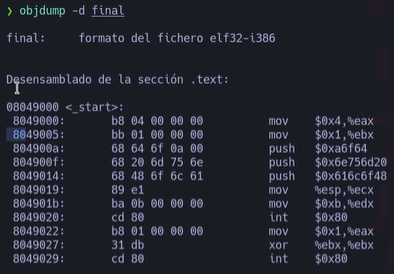 ❯ objdump -d final
final:     formato del fichero elf32-i386
Desensamblado de la sección .text:
08049000 <_start>:
 8049000:	b8 04 00 00 00	mov    $0x4,%eax
 8049005:	bb 01 00 00 00	mov    $0x1,%ebx
 804900a:	68 64 6f 0a 00	push   $0xa6f64
 804900f:	68 20 6d 75 6e	push   $0x6e756d20
 8049014:	68 48 6f 6c 61	push   $0x616c6f48
 8049019:	89 e1	mov    %esp,%ecx
 804901b:	ba 0b 00 00 00	mov    $0xb,%edx
 8049020:	cd 80	int    $0x80
 8049022:	b8 01 00 00 00	mov    $0x1,%eax
 8049027:	31 db	xor    %ebx,%ebx
 8049029:	cd 80	int    $0x80